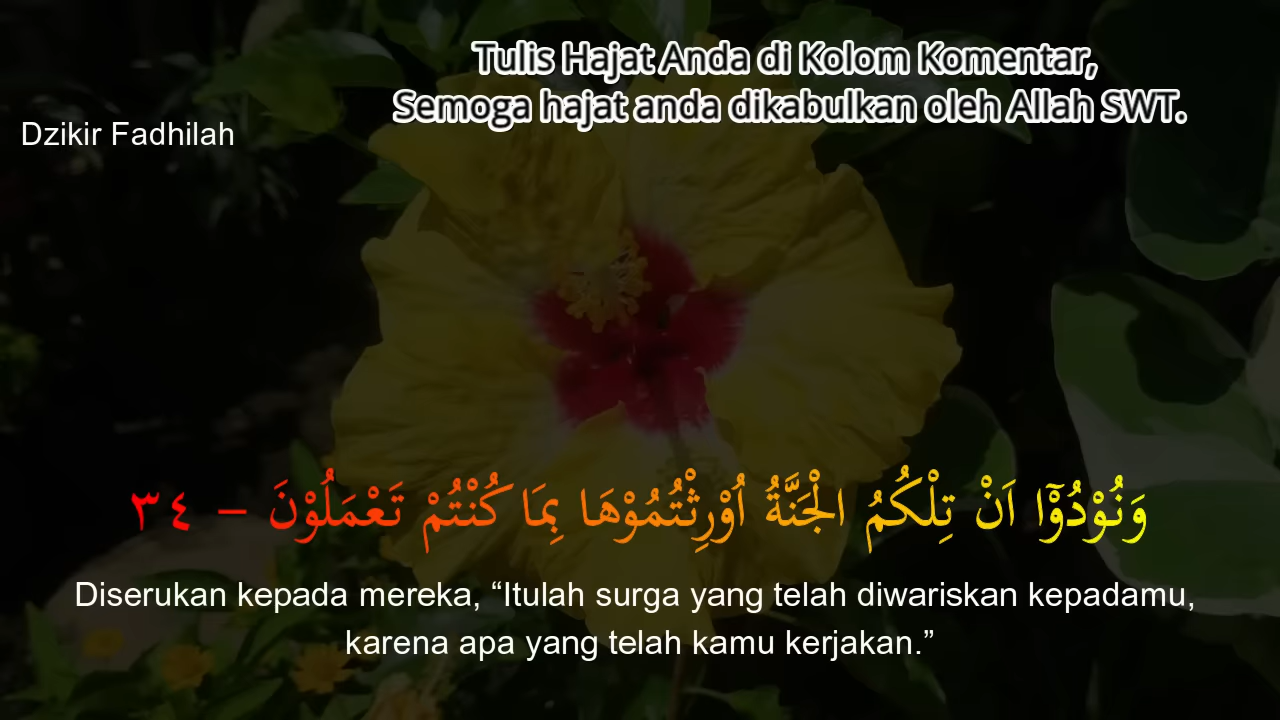 Tulis Hajat Anda di Kolom Komentar,
Semoga hajat anda dikabulkan oleh Allah SWT.
Dzikir Fadhilah
وَنُوْدُوْٓا اَنْ تِلْكُمُ الْجَنَّةُ اُوْرِثْتُمُوْهَا بِمَا كُنْتُمْ تَعْمَلُوْنَ – ٣٤
Diserukan kepada mereka, “Itulah surga yang telah diwariskan kepadamu,
karena apa yang telah kamu kerjakan.”